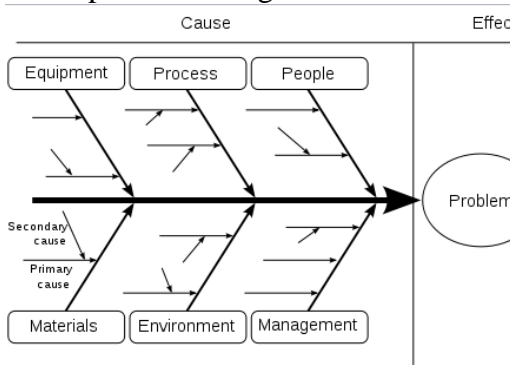 Cause
Effec
Equipment
Process
People
Problem
Secondary
cause
Primary
cause
Materials
Environment
Management